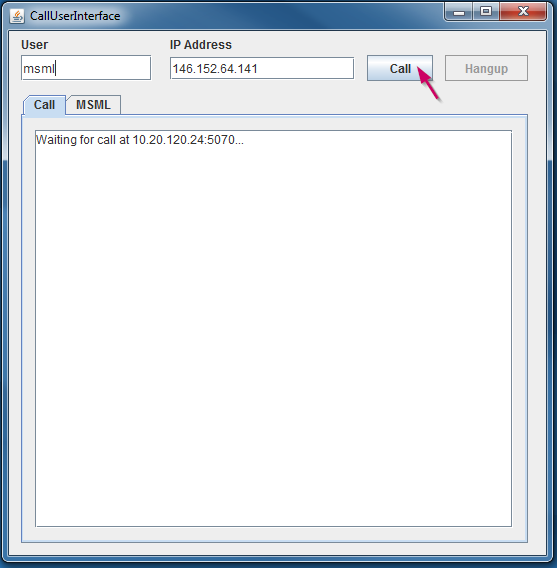 CallUserInterface
User IP Address
msml 146.152.64.141 Call Hangup
Call MSML
Waiting for call at 10.20.120.24:5070...